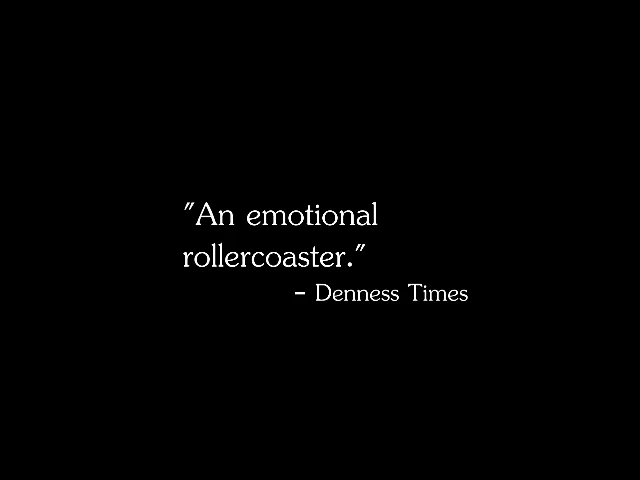 "An emotional
rollercoaster."
- Denness Times